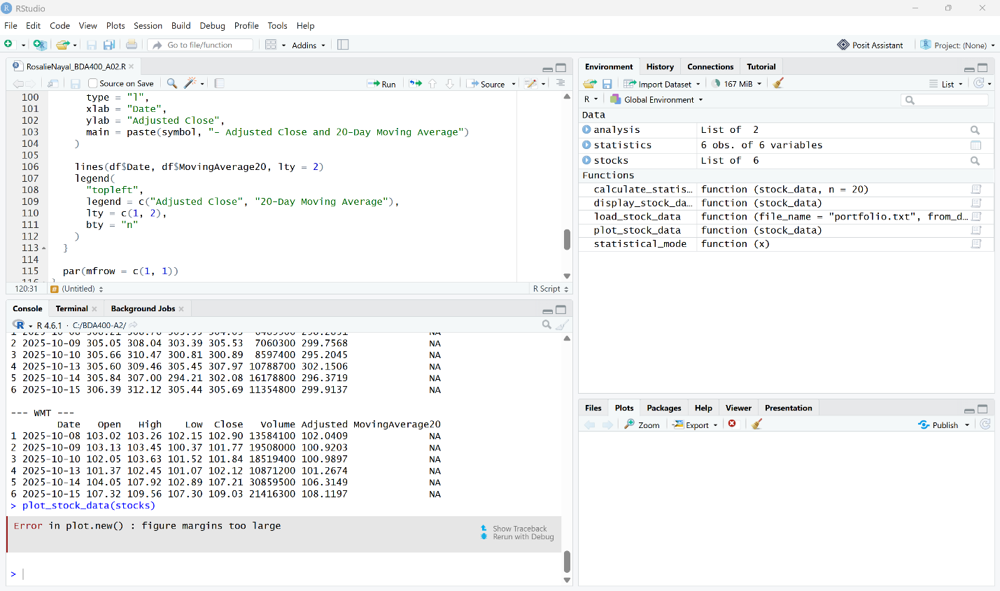 RStudio
File Edit Code View Plots Session Build Debug Profile Tools Help
Go to file/function Addins Posit Assistant Project: (None)
RosalieNayal_BDA400_A02.R
Source on Save Run Source
100 type = "l",
101 xlab = "Date",
102 ylab = "Adjusted Close",
103 main = paste(symbol, "- Adjusted Close and 20-Day Moving Average")
104 )
105
106 lines(df$Date, df$MovingAverage20, lty = 2)
107 legend(
108 "topleft",
109 legend = c("Adjusted Close", "20-Day Moving Average"),
110 lty = c(1, 2),
111 bty = "n"
112 )
113 }
114
115 par(mfrow = c(1, 1))
120:31 # (Untitled) R Script
Console Terminal Background Jobs
R 4.6.1 · C:/BDA400-A2/
2 2025-10-09 305.05 308.04 303.39 305.53 7060300 299.7568 NA
3 2025-10-10 305.66 310.47 300.81 300.89 8597400 295.2045 NA
4 2025-10-13 305.60 309.46 305.45 307.97 10788700 302.1506 NA
5 2025-10-14 305.84 307.00 294.21 302.08 16178800 296.3719 NA
6 2025-10-15 306.39 312.12 305.44 305.69 11354800 299.9137 NA
--- WMT ---
Date Open High Low Close Volume Adjusted MovingAverage20
1 2025-10-08 103.02 103.26 102.15 102.90 13584100 102.0409 NA
2 2025-10-09 103.13 103.45 100.37 101.77 19508000 100.9203 NA
3 2025-10-10 102.05 103.63 101.52 101.84 18519400 100.9897 NA
4 2025-10-13 101.37 102.45 101.07 102.12 10871200 101.2674 NA
5 2025-10-14 104.05 107.92 102.89 107.21 30859500 106.3149 NA
6 2025-10-15 107.32 109.56 107.30 109.03 21416300 108.1197 NA
> plot_stock_data(stocks)
Error in plot.new() : figure margins too large
Show Traceback
Rerun with Debug
>
Environment History Connections Tutorial
Import Dataset 167 MiB List
R Global Environment
Data
analysis List of 2
statistics 6 obs. of 6 variables
stocks List of 6
Functions
calculate_statis… function (stock_data, n = 20)
display_stock_da… function (stock_data)
load_stock_data function (file_name = "portfolio.txt", from_d…
plot_stock_data function (stock_data)
statistical_mode function (x)
Files Plots Packages Help Viewer Presentation
Zoom Export Publish